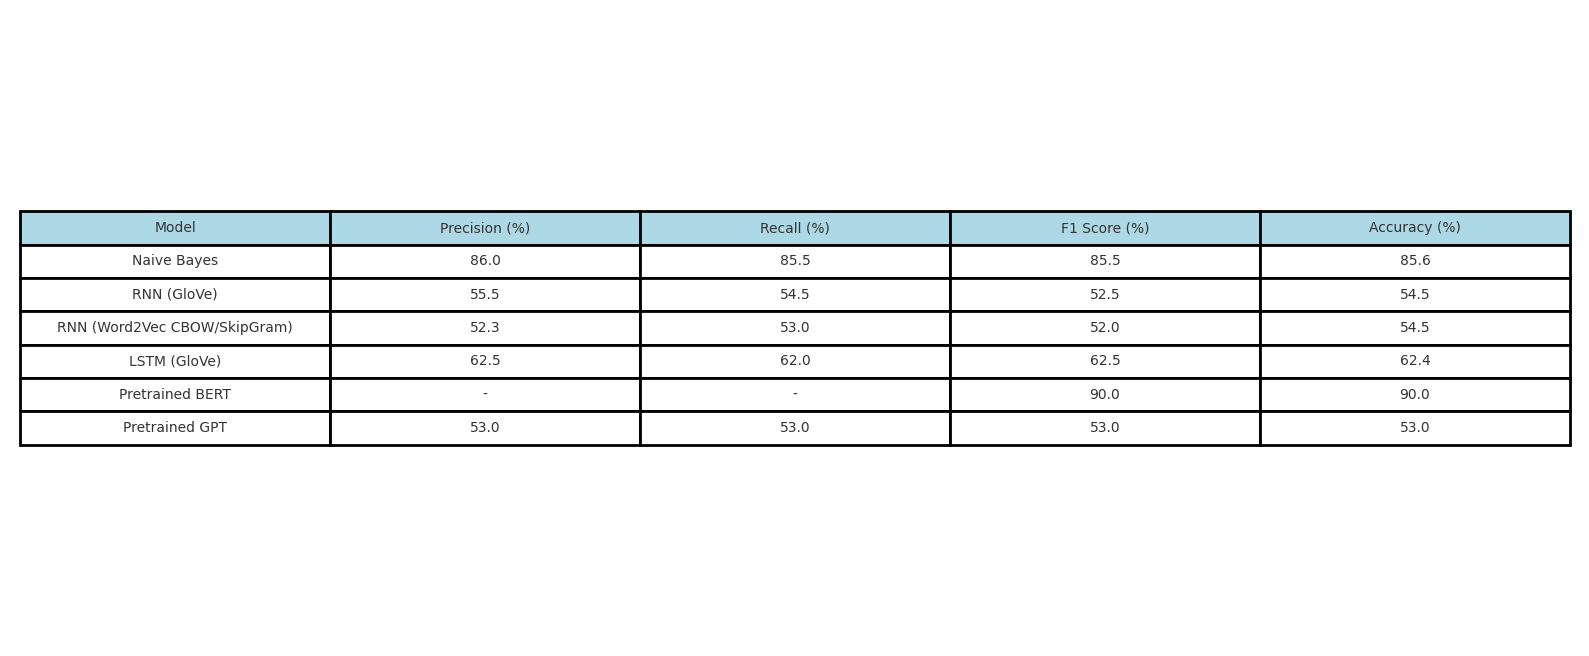 Model Precision (%) Recall (%) F1 Score (%) Accuracy (%)
Naive Bayes 86.0 85.5 85.5 85.6
RNN (GloVe) 55.5 54.5 52.5 54.5
RNN (Word2Vec CBOW/SkipGram) 52.3 53.0 52.0 54.5
LSTM (GloVe) 62.5 62.0 62.5 62.4
Pretrained BERT - - 90.0 90.0
Pretrained GPT 53.0 53.0 53.0 53.0